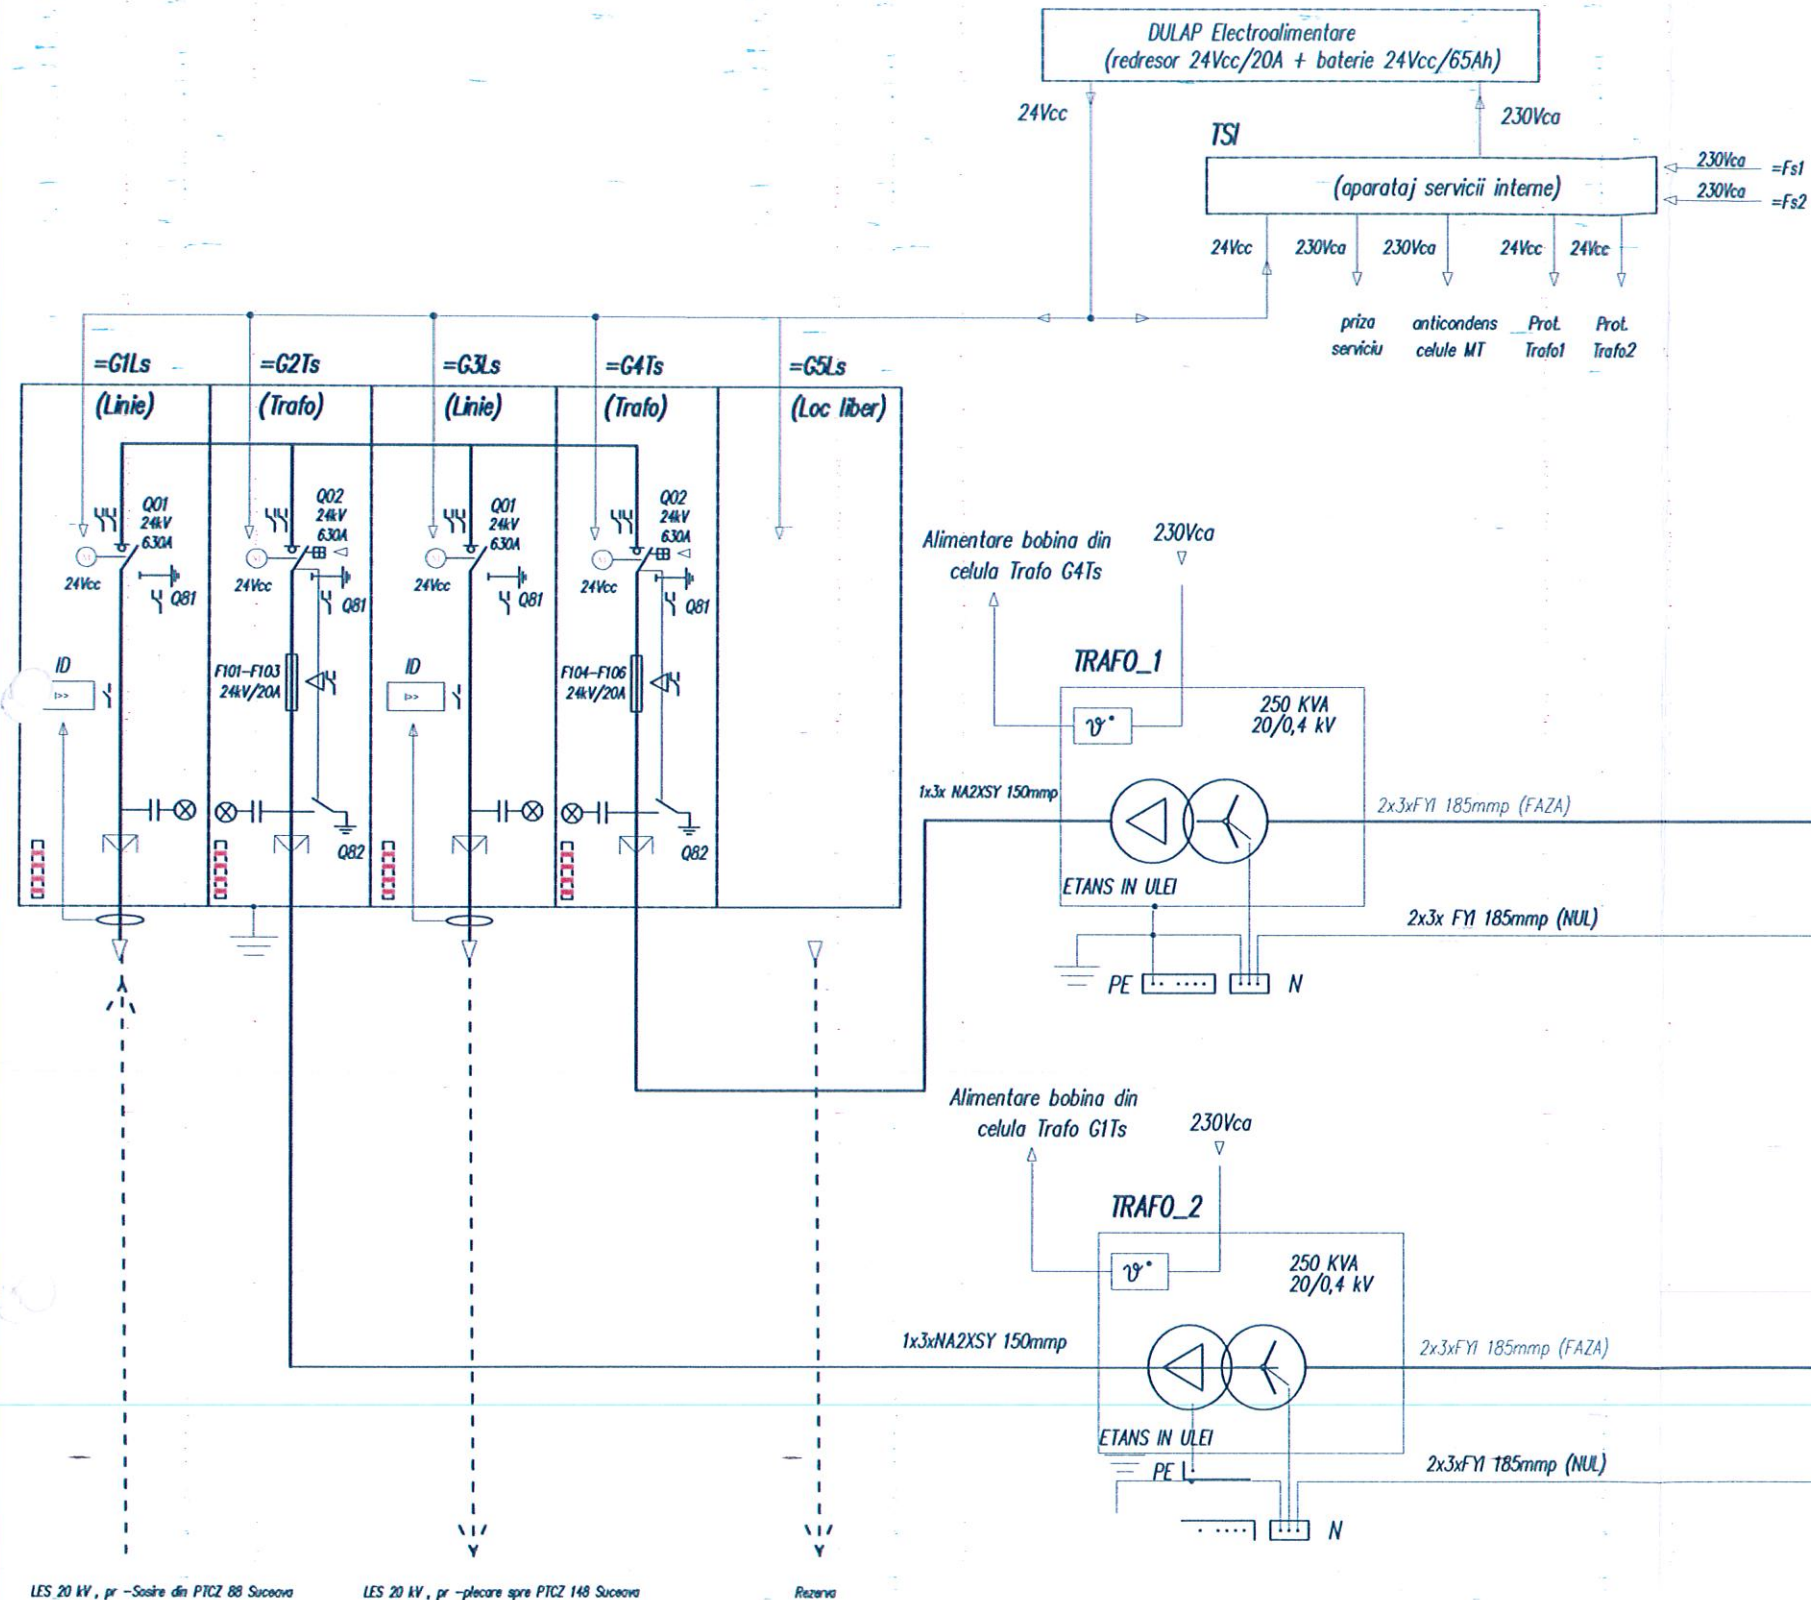 DULAP Electroalimentare
(redresor 24Vcc/20A + baterie 24Vcc/65Ah)
24Vcc
230Vca
TSI
(aparataj servicii interne)
230Vca =Fs1
230Vca =Fs2
24Vcc 230Vca 230Vca 24Vcc 24Vcc
priza anticondens Prot. Prot.
serviciu celule MT Trafo1 Trafo2
=G1Ls =G2Ts =G3Ls =G4Ts =G5Ls
(Linie) (Trafo) (Linie) (Trafo) (Loc liber)
Q01 Q02 Q01 Q02
24kV 24kV 24kV 24kV
630A 630A 630A 630A
M M M M
24Vcc 24Vcc 24Vcc 24Vcc
Q81 Q81 Q81 Q81
ID F101-F103 ID F104-F106
I>> 24kV/20A I>> 24kV/20A
Q82 Q82
Alimentare bobina din 230Vca
celula Trafo G4Ts
TRAFO_1
250 KVA
20/0,4 kV
ϑ°
1x3x NA2XSY 150mmp
2x3xFYI 185mmp (FAZA)
ETANS IN ULEI
2x3x FYI 185mmp (NUL)
PE N
Alimentare bobina din 230Vca
celula Trafo G1Ts
TRAFO_2
250 KVA
20/0,4 kV
ϑ°
1x3xNA2XSY 150mmp
2x3xFYI 185mmp (FAZA)
ETANS IN ULEI
2x3xFYI 185mmp (NUL)
PE
N
LES 20 kV , pr -Sosire din PTCZ 88 Suceava
LES 20 kV , pr -plecare spre PTCZ 148 Suceava
Rezerva